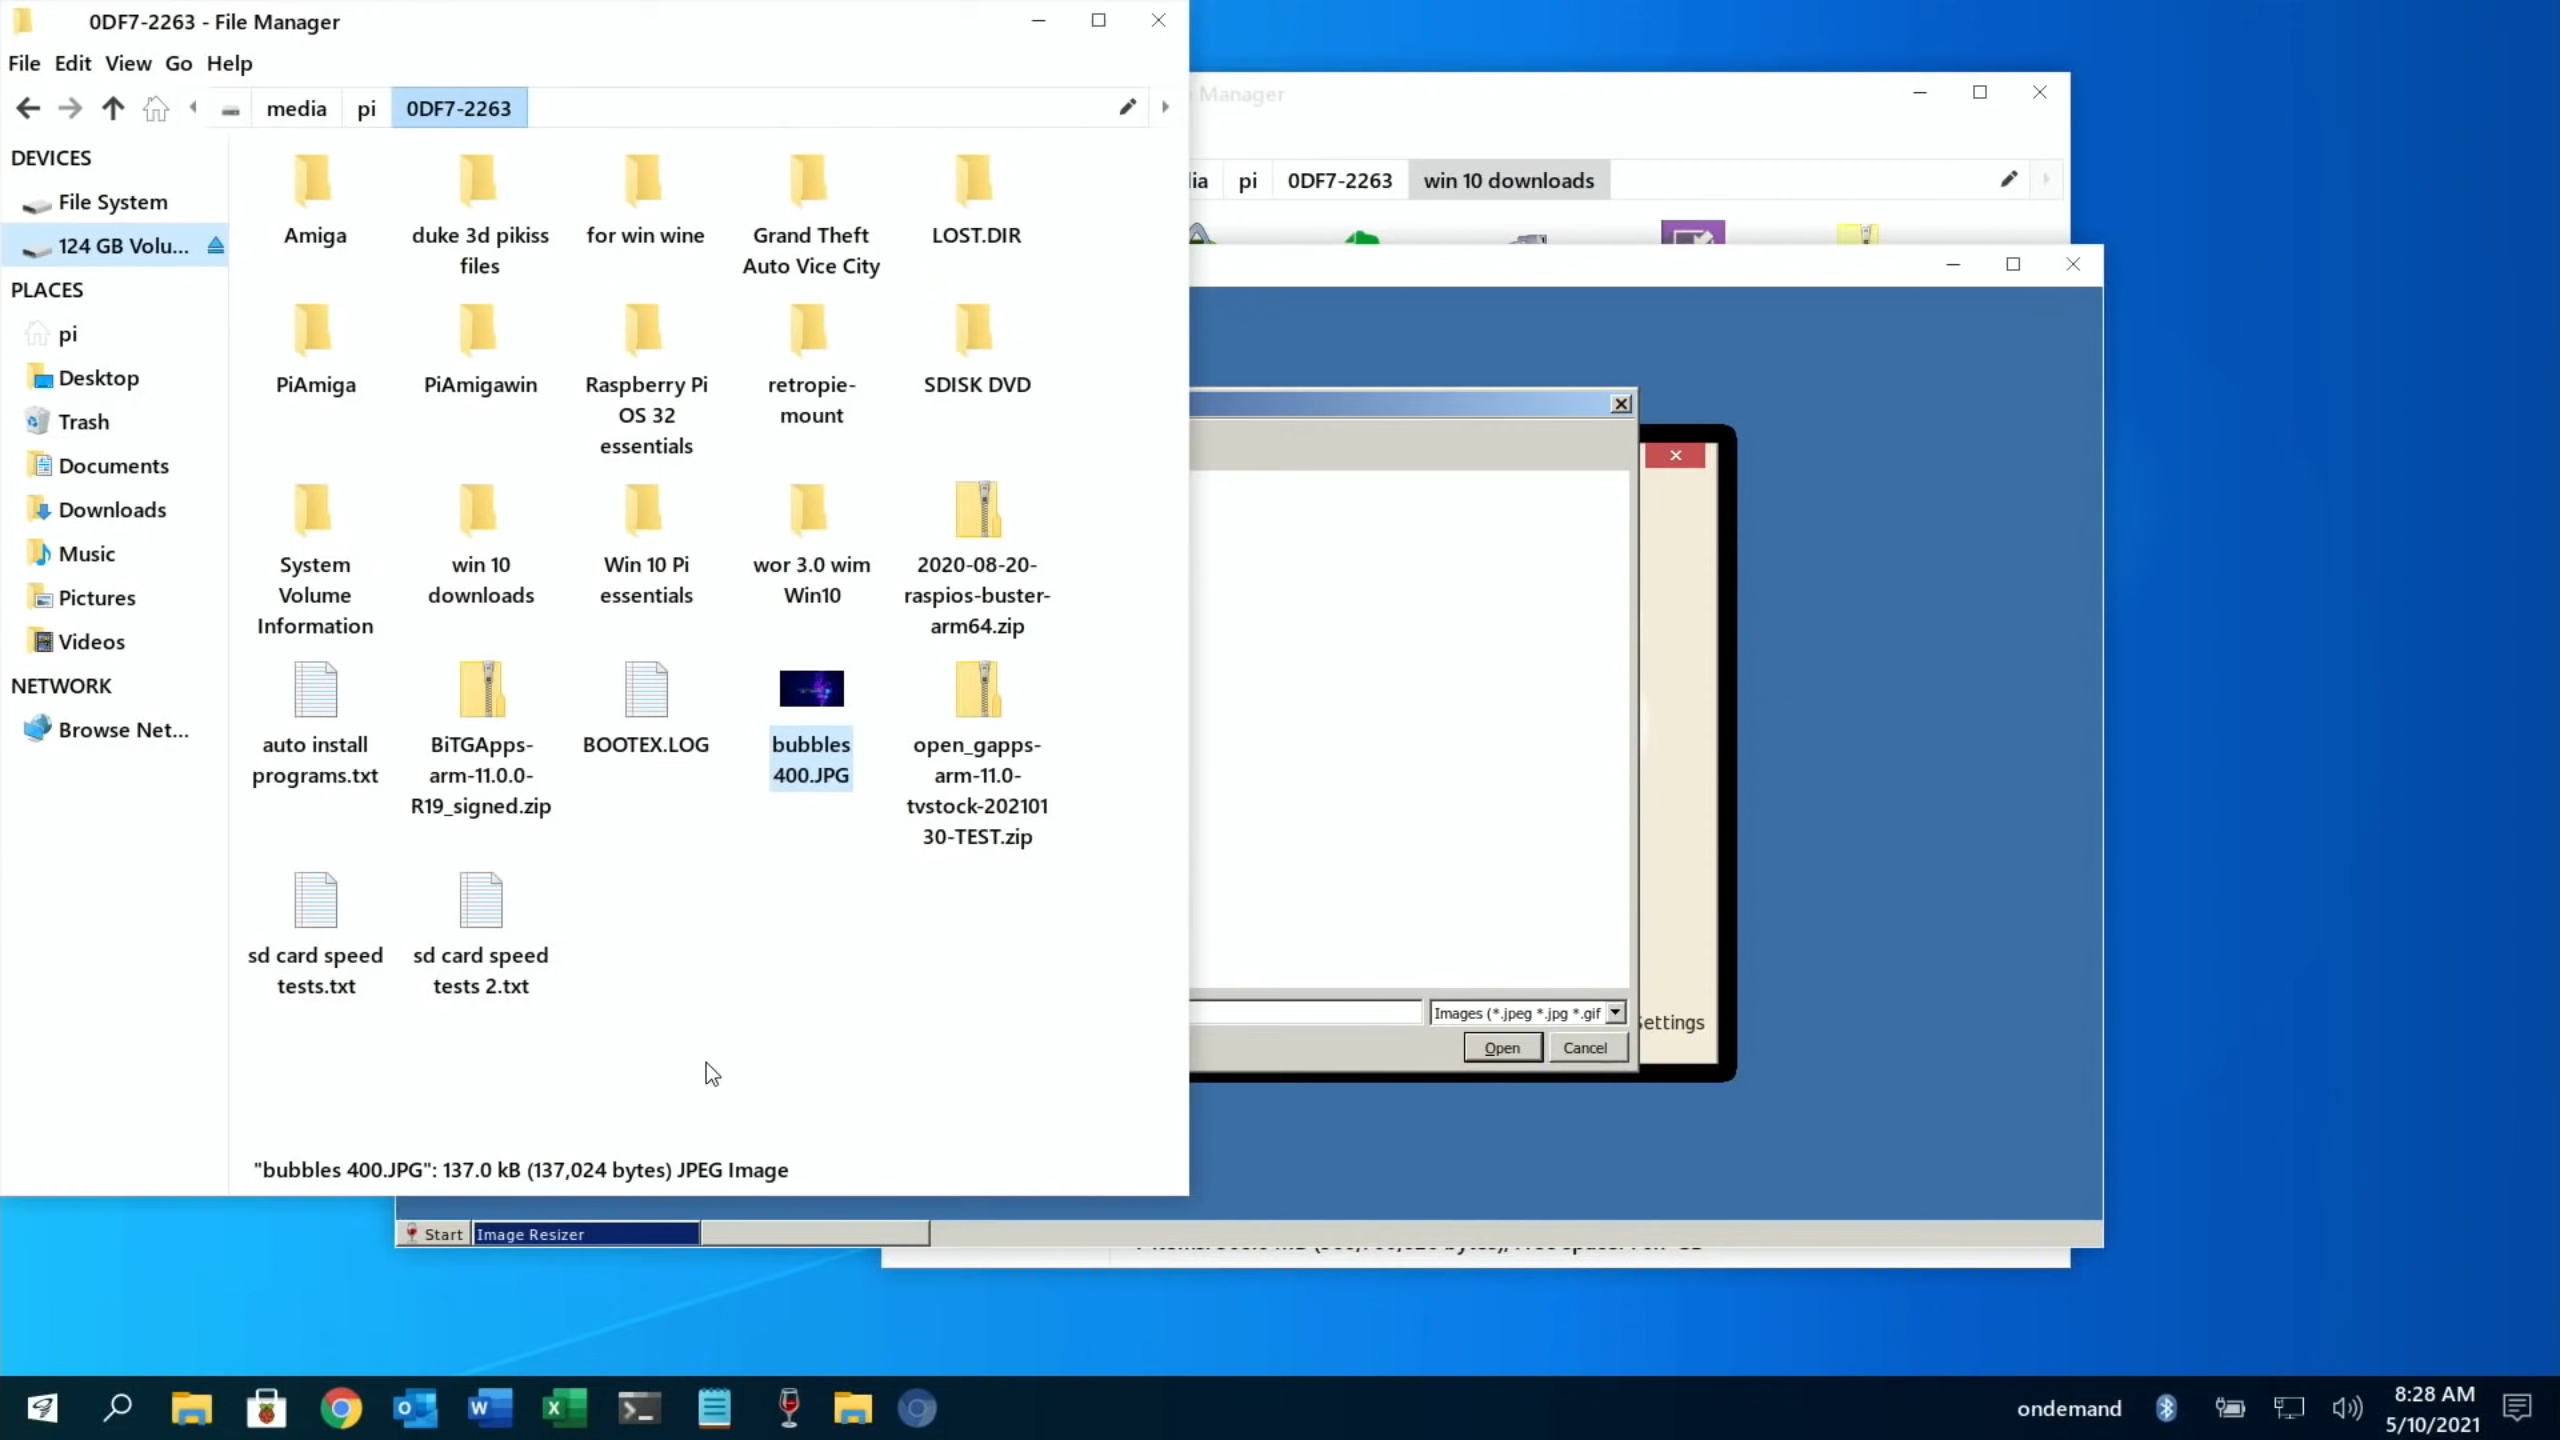 0DF7-2263 - File Manager
File Edit View Go Help
media pi 0DF7-2263
DEVICES
File System
124 GB Volu...
PLACES
pi
Desktop
Trash
Documents
Downloads
Music
Pictures
Videos
NETWORK
Browse Net...
Amiga
duke 3d pikiss
files
for win wine
Grand Theft
Auto Vice City
LOST.DIR
PiAmiga
PiAmigawin
Raspberry Pi
OS 32
essentials
retropie-
mount
SDISK DVD
System
Volume
Information
win 10
downloads
Win 10 Pi
essentials
wor 3.0 wim
Win10
2020-08-20-
raspios-buster-
arm64.zip
auto install
programs.txt
BiTGApps-
arm-11.0.0-
R19_signed.zip
BOOTEX.LOG
bubbles
400.JPG
open_gapps-
arm-11.0-
tvstock-202101
30-TEST.zip
sd card speed
tests.txt
sd card speed
tests 2.txt
"bubbles 400.JPG": 137.0 kB (137,024 bytes) JPEG Image
Manager
ia pi 0DF7-2263 win 10 downloads
Images (*.jpeg *.jpg *.gif
Open Cancel
Settings
Start Image Resizer
ondemand
8:28 AM
5/10/2021